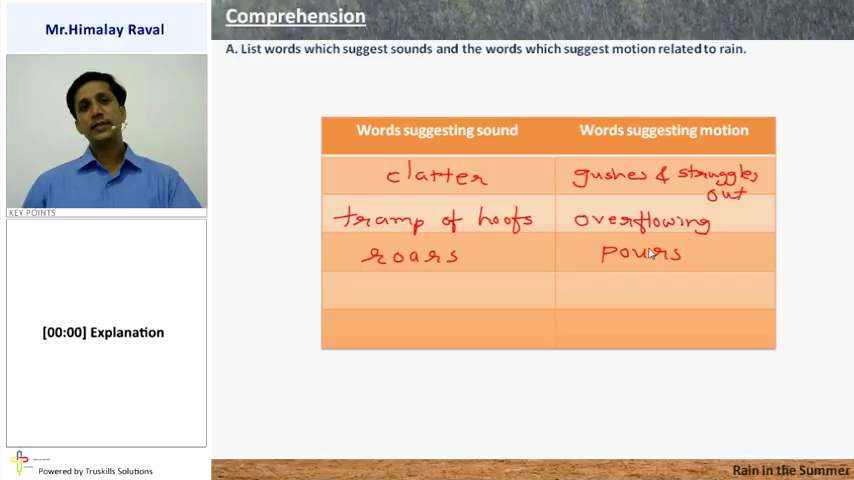 Mr.Himalay Raval
Comprehension
A. List words which suggest sounds and the words which suggest motion related to rain.
Words suggesting sound Words suggesting motion
clatter gushes & struggles
out
tramp of hoofs overflowing
roars pours
KEY POINTS
[00:00] Explanation
Powered by Truskills Solutions
Rain in the Summer